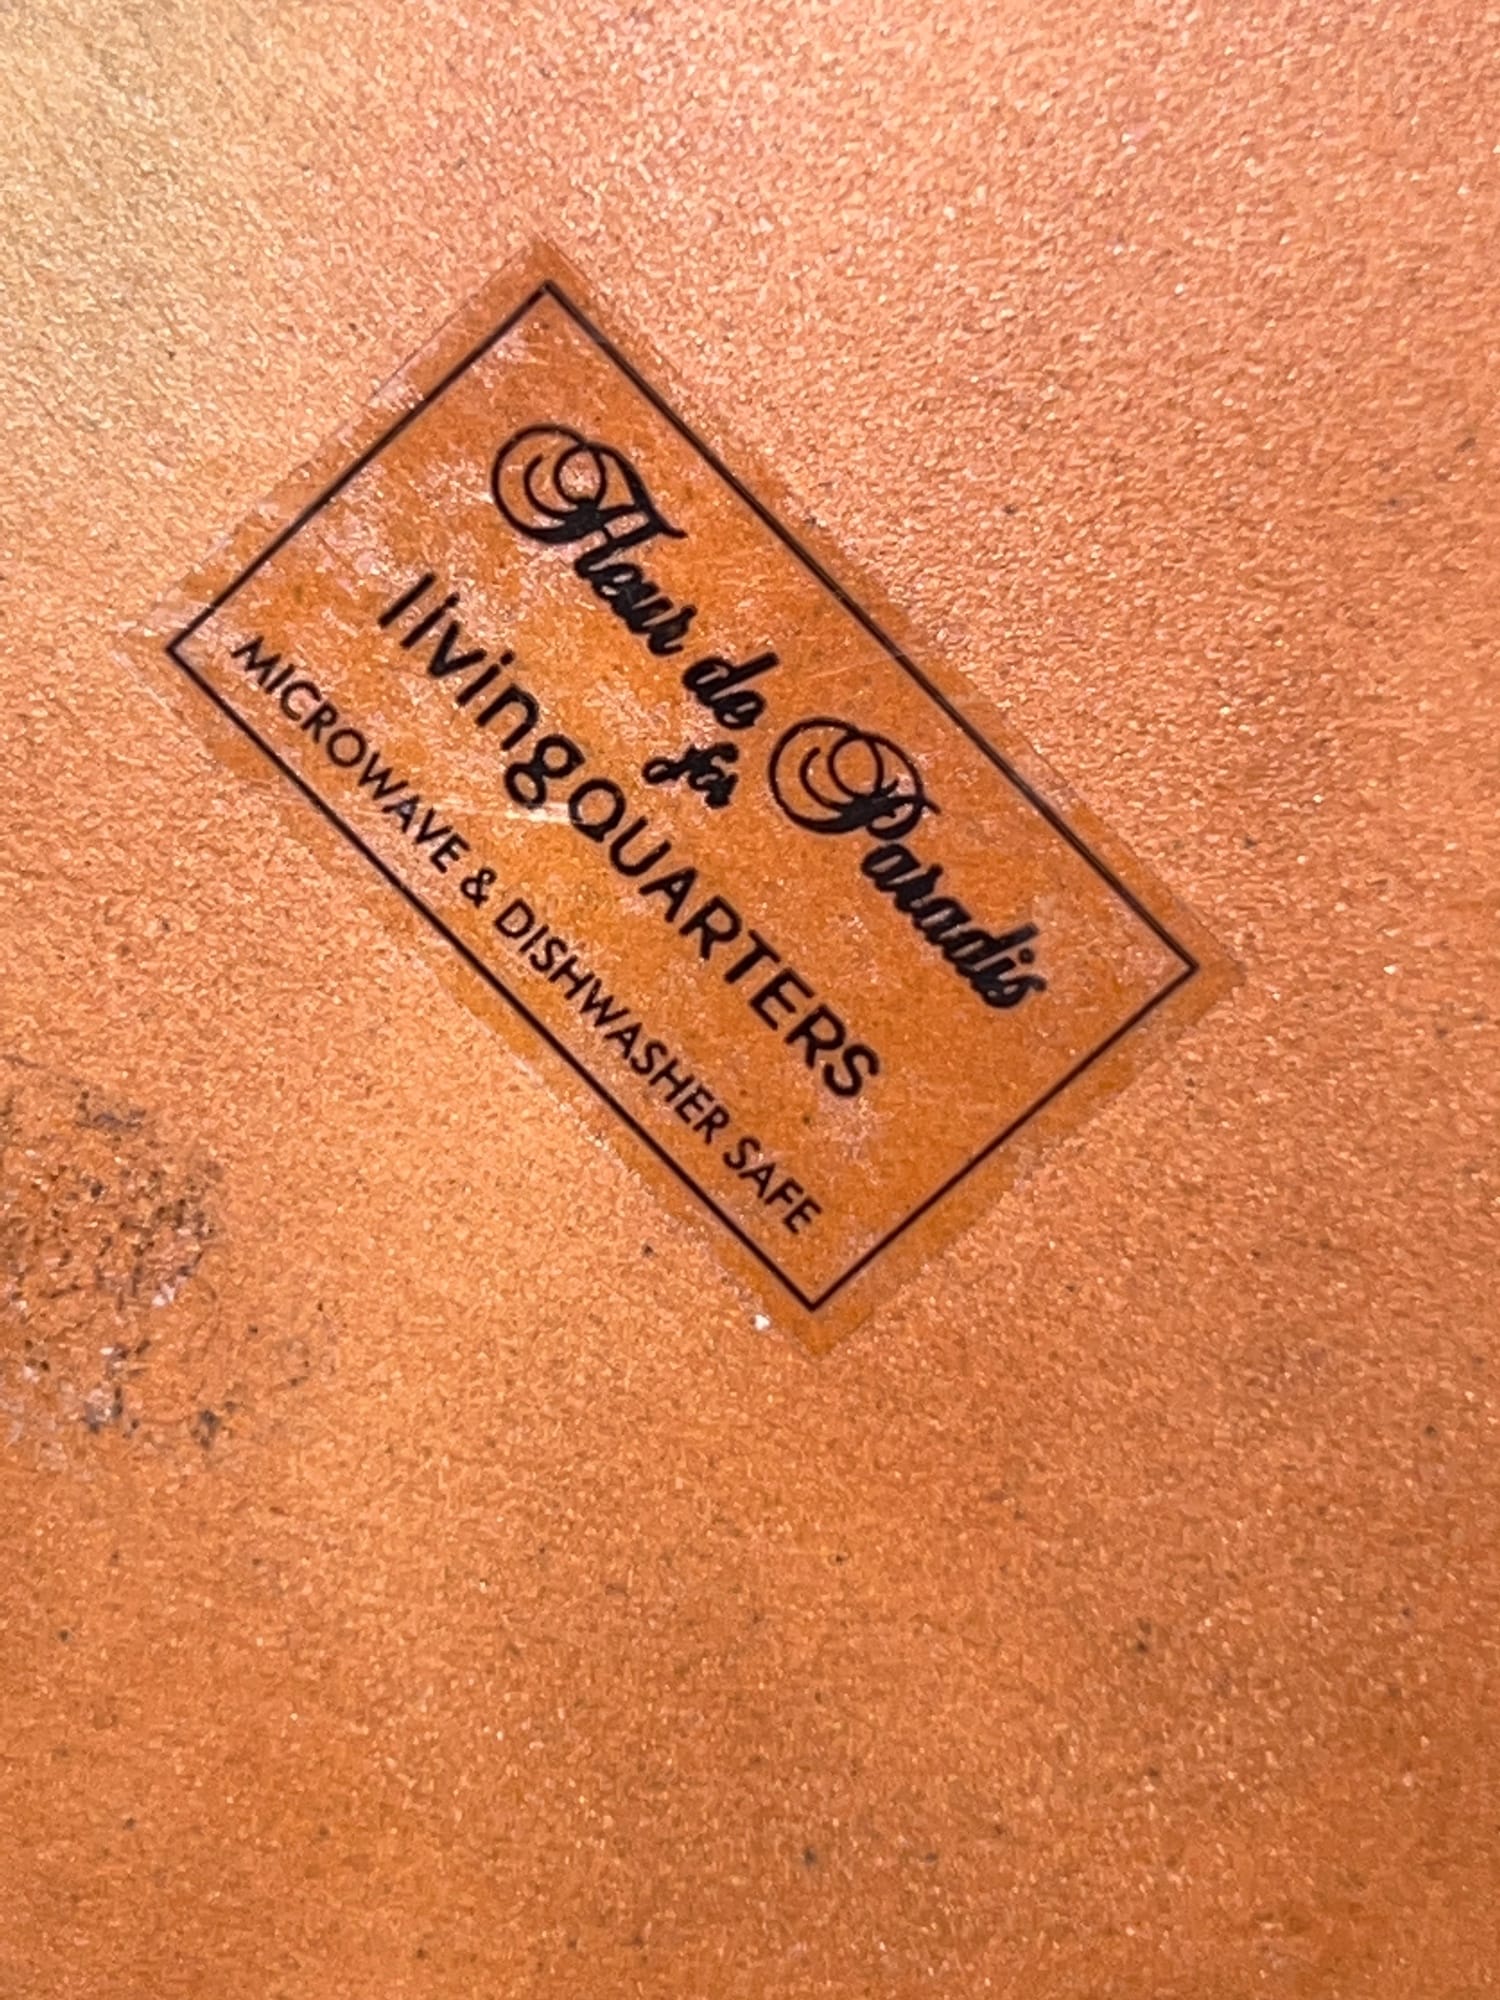 Fleur de Paradis
for
livingQUARTERS
MICROWAVE & DISHWASHER SAFE